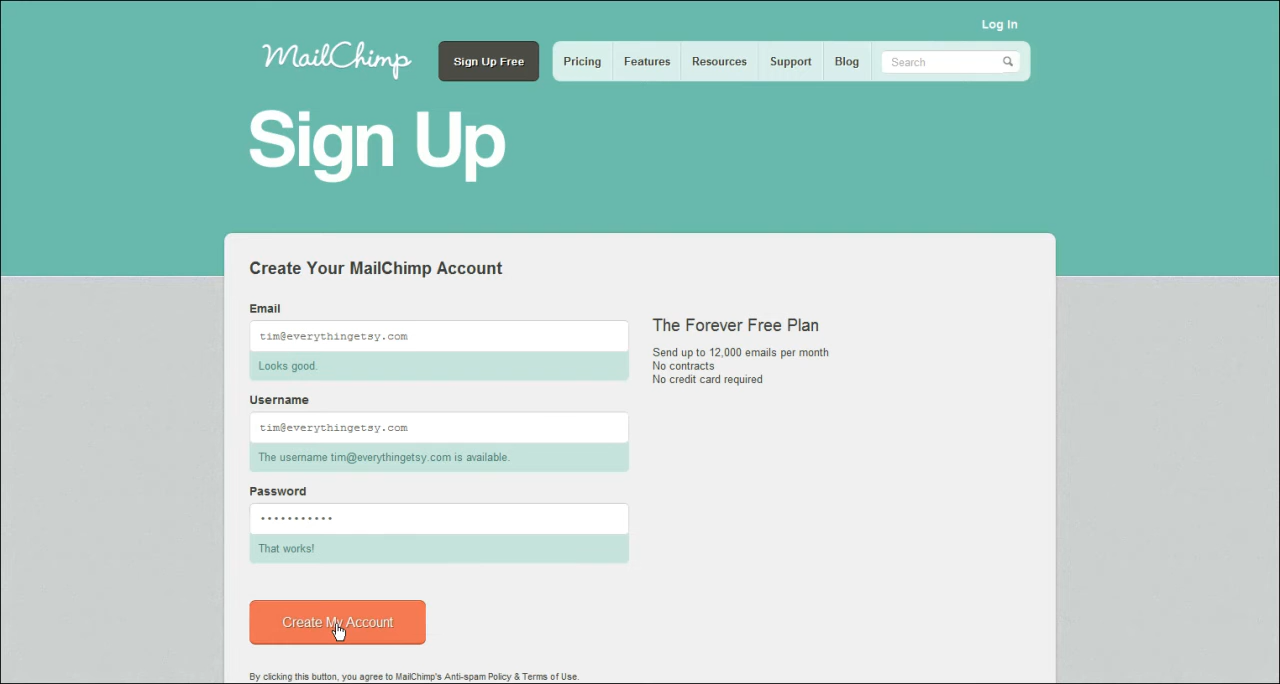 Log In
MailChimp
Sign Up Free
Pricing
Features
Resources
Support
Blog
Search
Sign Up
Create Your MailChimp Account
Email
tim@everythingetsy.com
Looks good.
Username
tim@everythingetsy.com
The username tim@everythingetsy.com is available.
Password
That works!
The Forever Free Plan
Send up to 12,000 emails per month
No contracts
No credit card required
Create My Account
By clicking this button, you agree to MailChimp's Anti-spam Policy & Terms of Use.